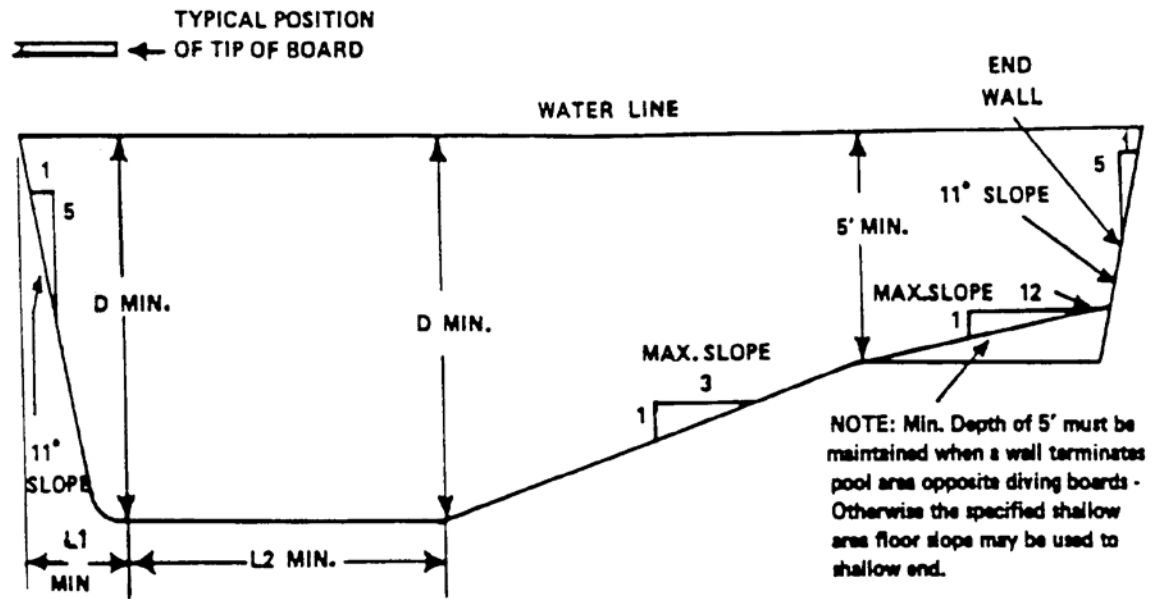 TYPICAL POSITION
OF TIP OF BOARD
END
WALL
WATER LINE
1
5
1
5
11° SLOPE
5' MIN.
D MIN.
D MIN.
MAX.SLOPE
12
1
MAX. SLOPE
3
1
11°
SLOPE
L1
MIN
L2 MIN.
NOTE: Min. Depth of 5' must be
maintained when a wall terminates
pool area opposite diving boards -
Otherwise the specified shallow
area floor slope may be used to
shallow end.